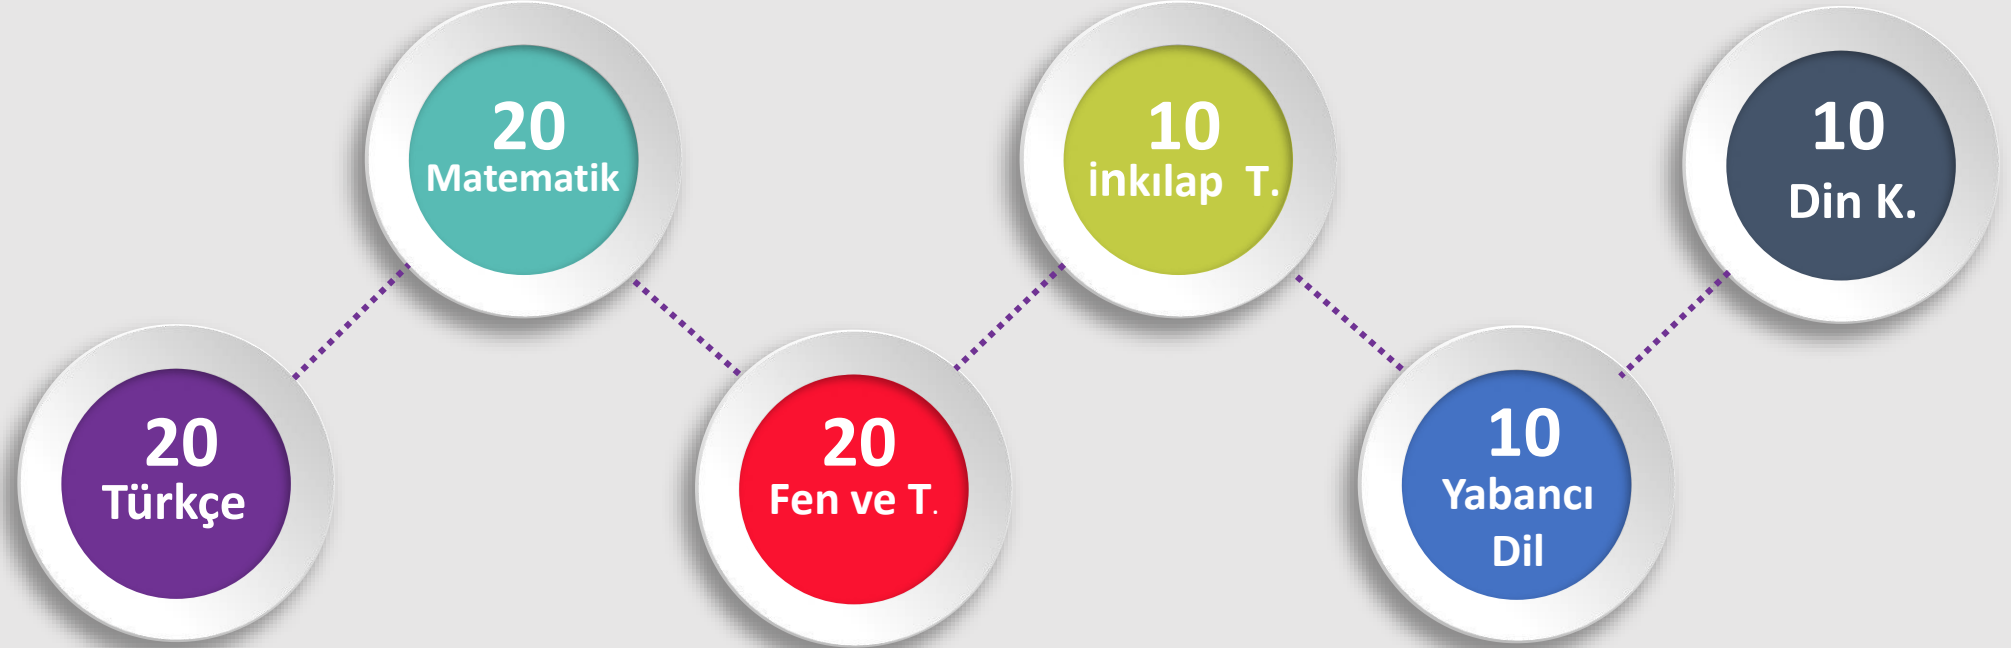 20
Türkçe
20
Matematik
20
Fen ve T.
10
inkılap T.
10
Yabancı
Dil
10
Din K.